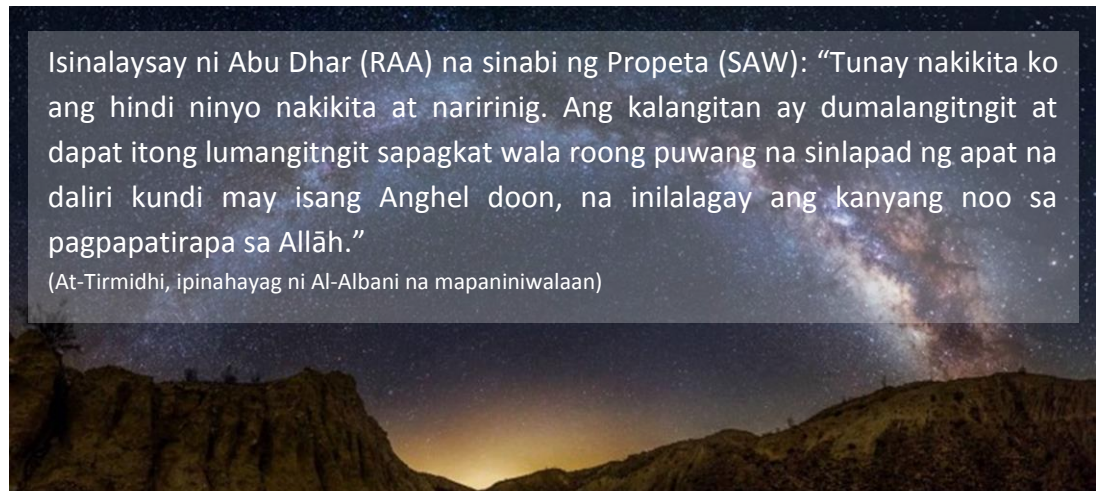 Isinalaysay ni Abu Dhar (RAA) na sinabi ng Propeta (SAW): “Tunay nakikita ko
ang hindi ninyo nakikita at naririnig. Ang kalangitan ay dumalangitngit at
dapat itong lumangitngit sapagkat wala roong puwang na sinlapad ng apat na
daliri kundi may isang Anghel doon, na inilalagay ang kanyang noo sa
pagpapatirapa sa Allāh.”
(At-Tirmidhi, ipinahayag ni Al-Albani na mapaniniwalaan)